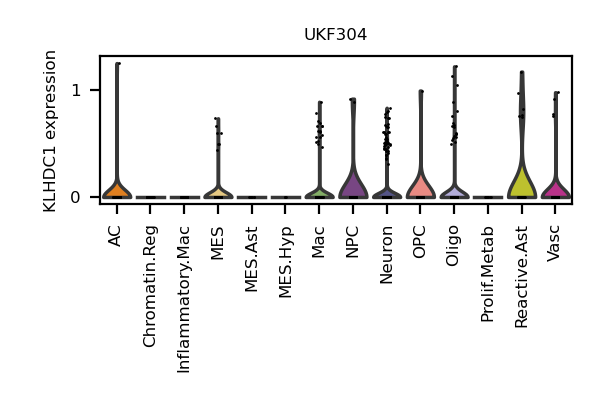 UKF304
KLHDC1 expression
1
0
AC
Chromatin.Reg
Inflammatory.Mac
MES
MES.Ast
MES.Hyp
Mac
NPC
Neuron
OPC
Oligo
Prolif.Metab
Reactive.Ast
Vasc